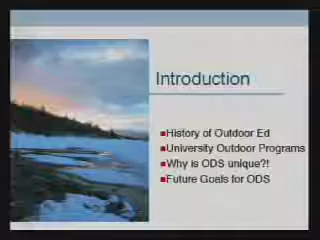 Introduction
History of Outdoor Ed
University Outdoor Programs
Why is ODS unique?!
Future Goals for ODS